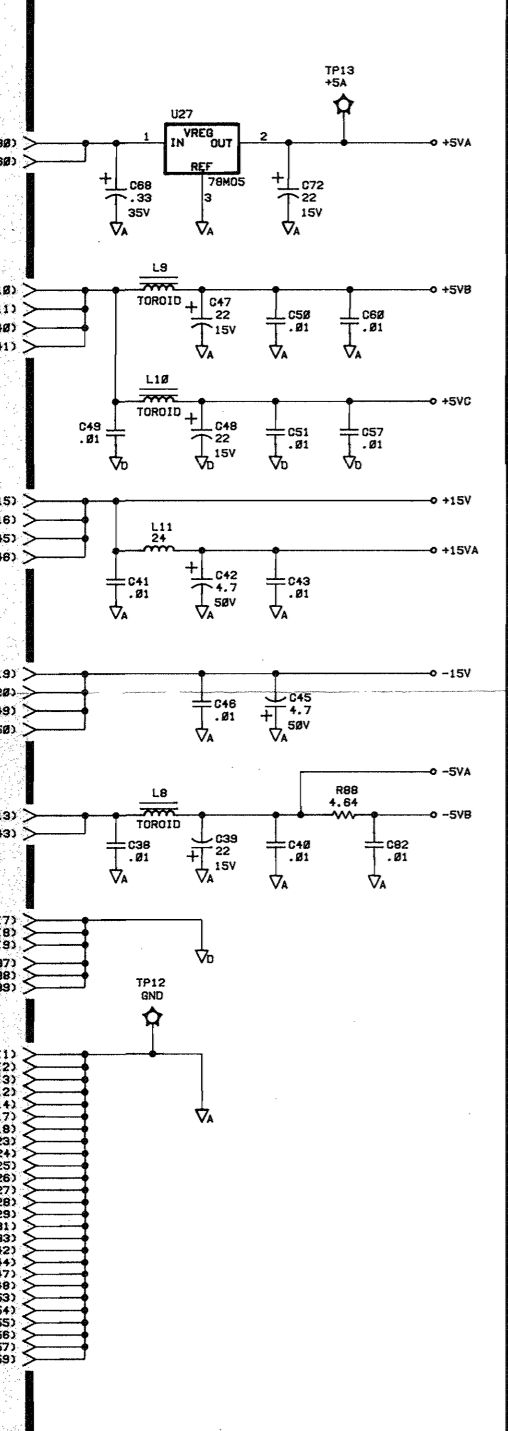 TP13
+5A
U27
1 VREG 2
IN OUT
+5VA
REF
78M05
3
+ C68
.33
35V
A
A
+ C72
22
15V
A
L9
TOROID
+ C47
22
15V
A
C50
.01
A
C60
.01
A
+5VB
L10
TOROID
C49
.01
D
+ C48
22
15V
D
C51
.01
D
C57
.01
D
+5VC
+15V
L11
24
+15VA
C41
.01
A
+ C42
4.7
50V
A
C43
.01
A
-15V
C46
.01
A
C45
+ 4.7
50V
A
-5VA
L8
TOROID
R88
4.64
-5VB
C38
.01
A
C39
22
+ 15V
A
C40
.01
A
C82
.01
A
D
TP12
GND
A